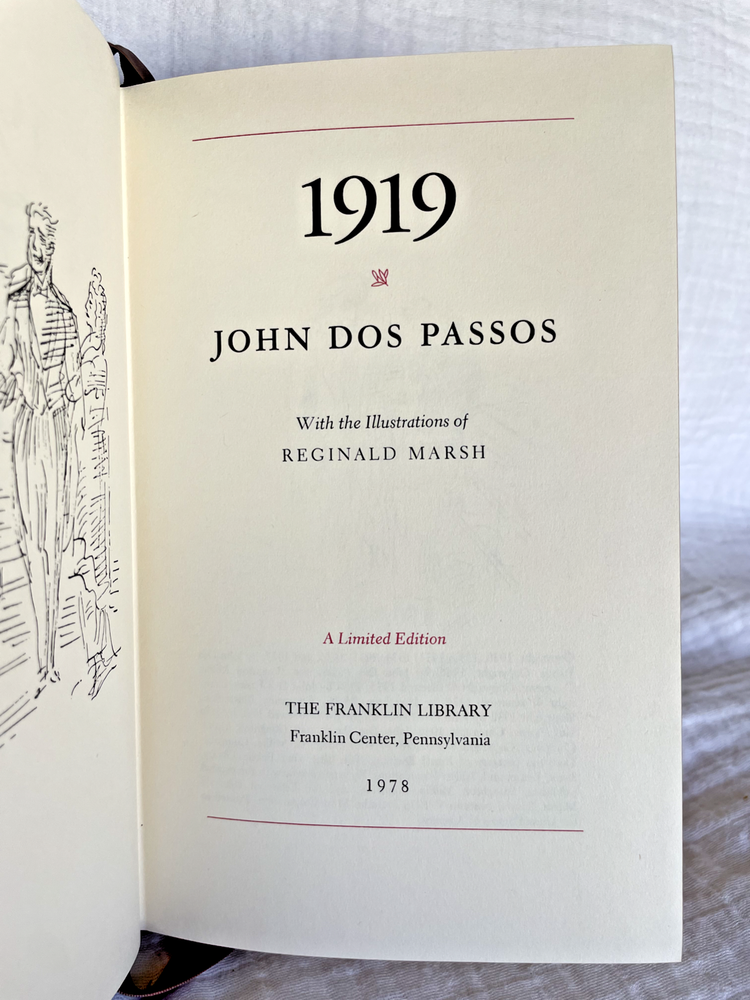 1919
JOHN DOS PASSOS
With the Illustrations of
REGINALD MARSH
A Limited Edition
THE FRANKLIN LIBRARY
Franklin Center, Pennsylvania
1978